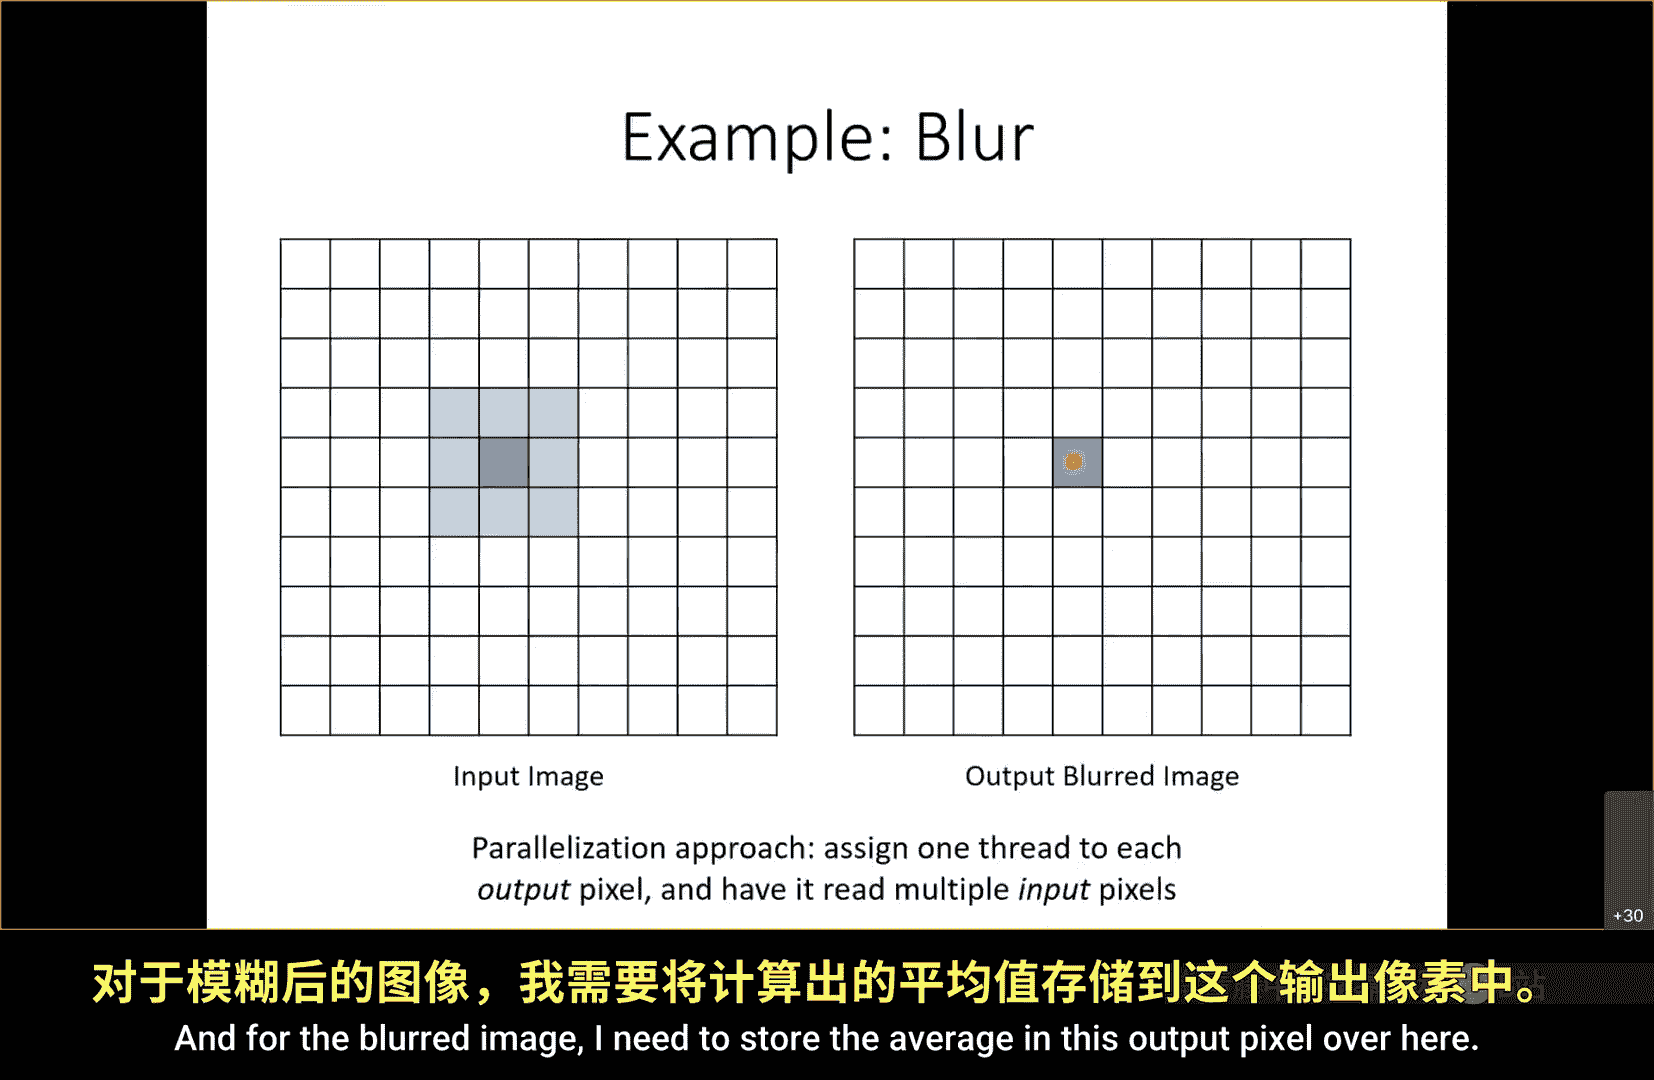 Example: Blur
Input Image
Output Blurred Image
Parallelization approach: assign one thread to each
output pixel, and have it read multiple input pixels
+30
对于模糊后的图像，我需要将计算出的平均值存储到这个输出像素中。
And for the blurred image, I need to store the average in this output pixel over here.